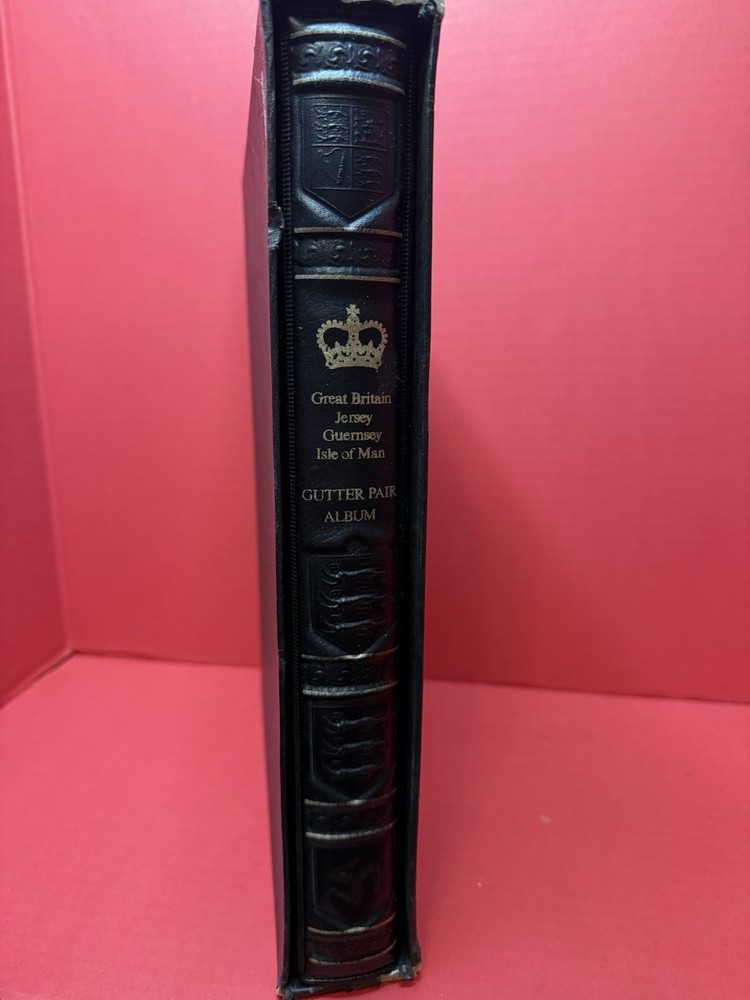 Great Britain
Jersey
Guernsey
Isle of Man
GUTTER PAIR
ALBUM